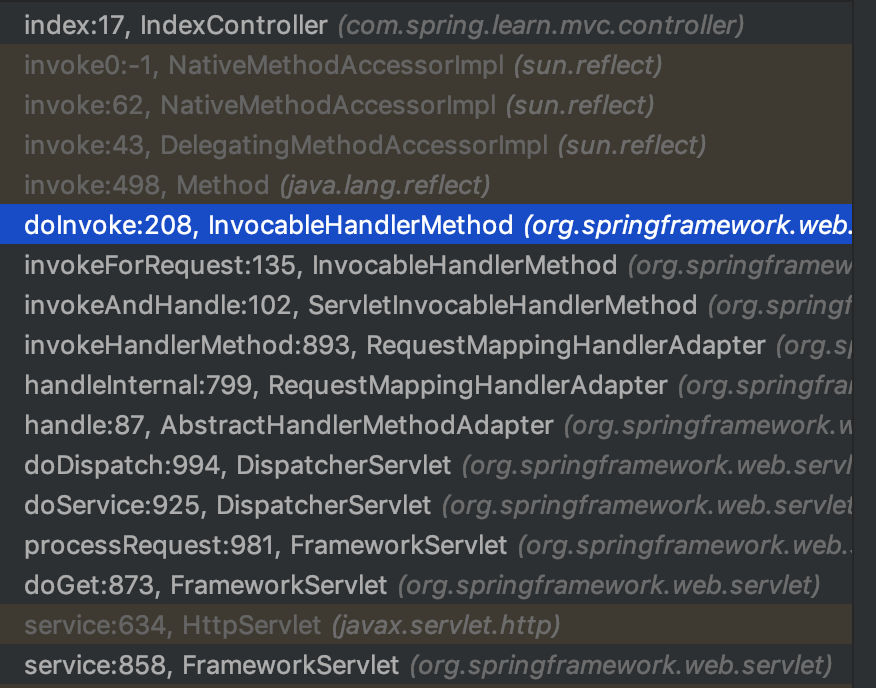 index:17, IndexController (com.spring.learn.mvc.controller)
invoke0:-1, NativeMethodAccessorImpl (sun.reflect)
invoke:62, NativeMethodAccessorImpl (sun.reflect)
invoke:43, DelegatingMethodAccessorImpl (sun.reflect)
invoke:498, Method (java.lang.reflect)
doInvoke:208, InvocableHandlerMethod (org.springframework.web.
invokeForRequest:135, InvocableHandlerMethod (org.springframew
invokeAndHandle:102, ServletInvocableHandlerMethod (org.springf
invokeHandlerMethod:893, RequestMappingHandlerAdapter (org.sp
handleInternal:799, RequestMappingHandlerAdapter (org.springfra
handle:87, AbstractHandlerMethodAdapter (org.springframework.w
doDispatch:994, DispatcherServlet (org.springframework.web.servl
doService:925, DispatcherServlet (org.springframework.web.servlet
processRequest:981, FrameworkServlet (org.springframework.web.
doGet:873, FrameworkServlet (org.springframework.web.servlet)
service:634, HttpServlet (javax.servlet.http)
service:858, FrameworkServlet (org.springframework.web.servlet)